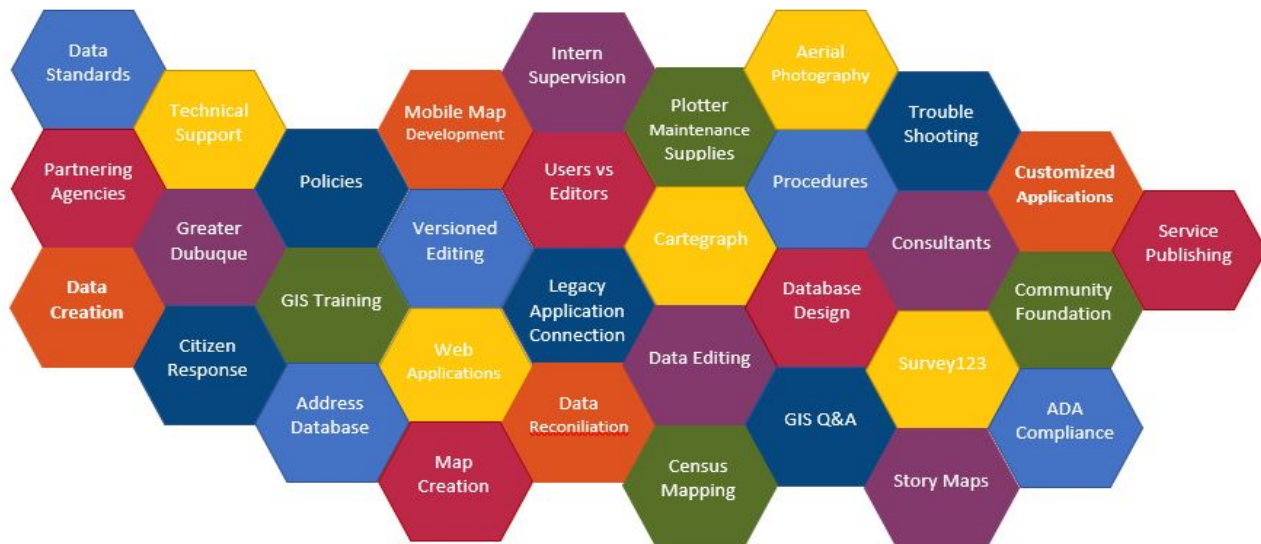 Data
Standards
Partnering
Agencies
Data
Creation
Technical
Support
Greater
Dubuque
Citizen
Response
Policies
GIS Training
Address
Database
Mobile Map
Development
Versioned
Editing
Web
Applications
Map
Creation
Intern
Supervision
Users vs
Editors
Legacy
Application
Connection
Data
Reconiliation
Plotter
Maintenance
Supplies
Cartegraph
Data Editing
Census
Mapping
Aerial
Photography
Procedures
Database
Design
GIS Q&A
Trouble
Shooting
Consultants
Survey123
Story Maps
Customized
Applications
Community
Foundation
ADA
Compliance
Service
Publishing